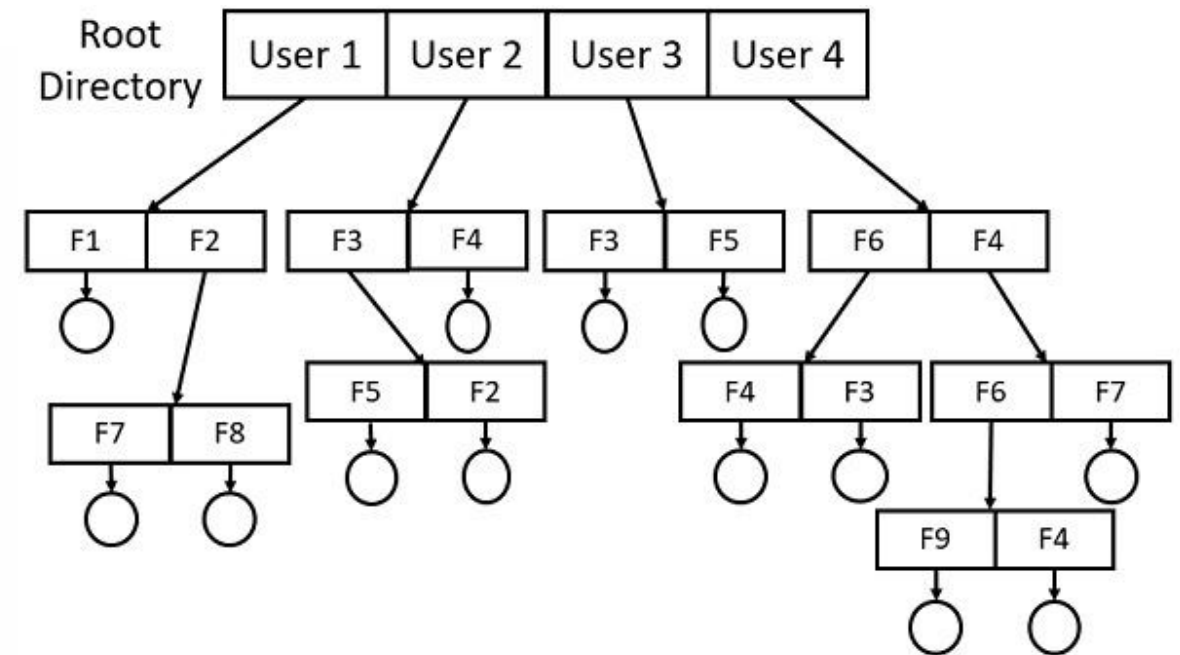 Root
Directory
User 1 User 2 User 3 User 4
F1 F2 F3 F4 F3 F5 F6 F4
F5 F2 F4 F3 F6 F7
F7 F8
F9 F4